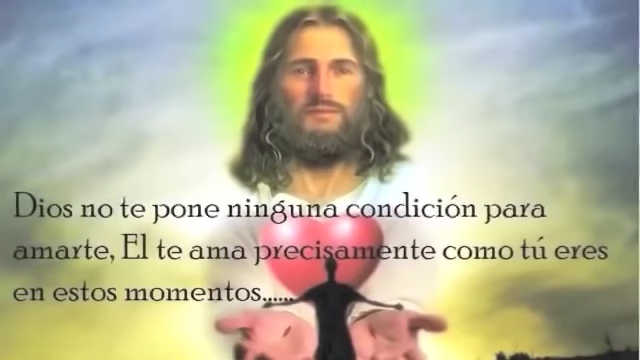 Dios no te pone ninguna condición para
amarte, El te ama precisamente como tú eres
en estos momentos......